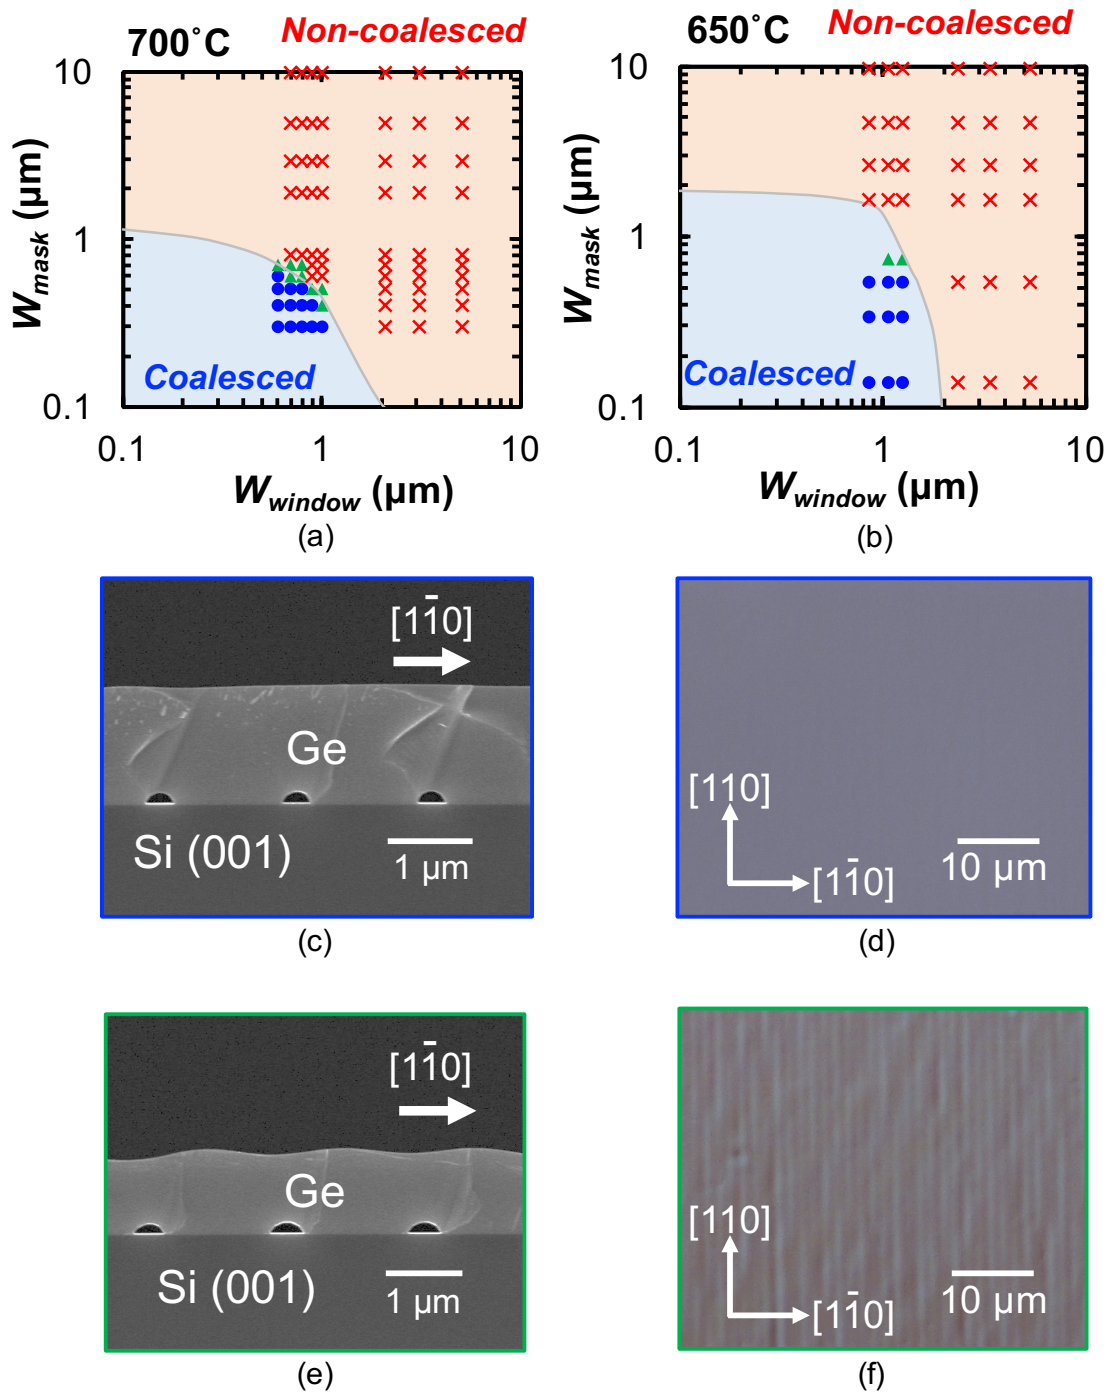 700˚C Non-coalesced
10
1
0.1
W_mask (µm)
Coalesced
0.1 1 10
W_window (µm)
(a)
650˚C Non-coalesced
10
1
0.1
W_mask (µm)
Coalesced
0.1 1 10
W_window (µm)
(b)
[11̄0]
Ge
Si (001)
1 µm
(c)
[110]
[11̄0]
10 µm
(d)
[11̄0]
Ge
Si (001)
1 µm
(e)
[110]
[11̄0]
10 µm
(f)